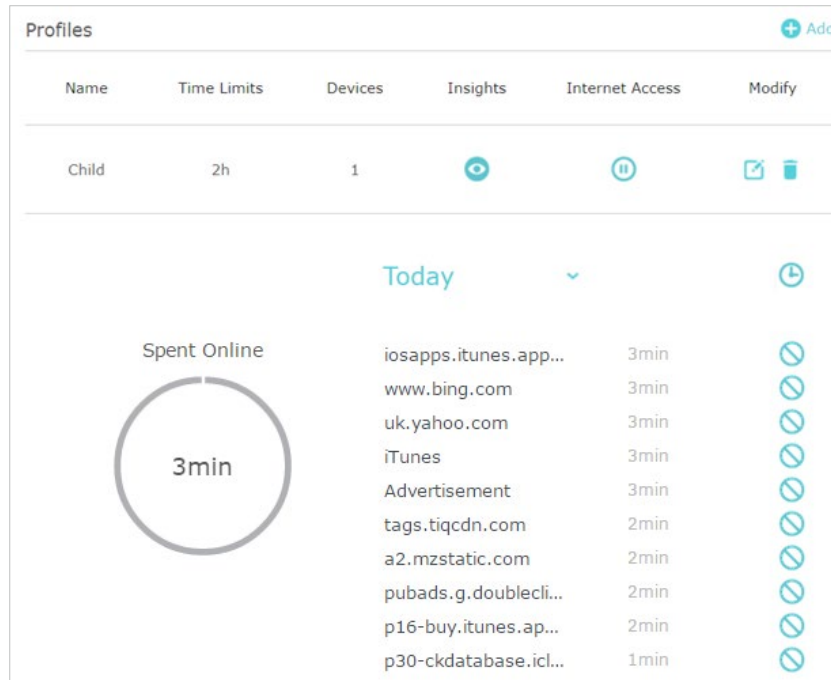 Profiles Add
Name Time Limits Devices Insights Internet Access Modify
Child 2h 1
Today
Spent Online
3min
iosapps.itunes.app... 3min
www.bing.com 3min
uk.yahoo.com 3min
iTunes 3min
Advertisement 3min
tags.tiqcdn.com 2min
a2.mzstatic.com 2min
pubads.g.doublecli... 2min
p16-buy.itunes.ap... 2min
p30-ckdatabase.icl... 1min